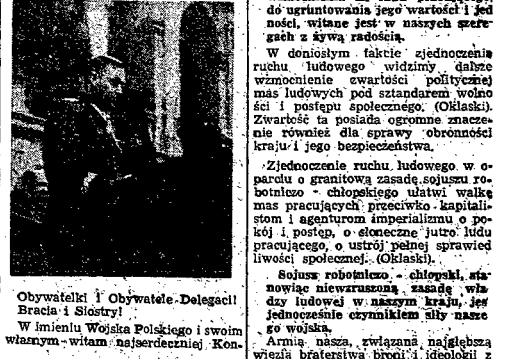 Obywatelki i Obywatele Delegaci!
Bracia i Siostry!
W imieniu Wojska Polskiego i swoim
własnym witam najserdeczniej Kon-
do ugruntowania jego wartości i jed
ności, witane jest w naszych szere-
gach z żywą radością.
W doniosłym fakcie zjednoczenia
ruchu ludowego widzimy dalsze
wzmocnienie zwartości politycznej
mas ludowych pod sztandarem wolno
ści i postępu społecznego. (Oklaski).
Zwartość ta posiada ogromne znacze-
nie również dla sprawy obronności
kraju i jego bezpieczeństwa.
Zjednoczenie ruchu ludowego w o-
parciu o granitową zasadę sojuszu ro-
botniczo - chłopskiego ułatwi walkę
mas pracujących przeciwko kapitali-
stom i agenturom imperializmu o po-
kój i postęp, o słoneczne jutro ludu
pracującego, o ustrój pełnej sprawied
liwości społecznej. (Oklaski).
Sojusz robotniczo - chłopski, sta-
nowiąc niewzruszoną zasadę wła-
dzy ludowej w naszym kraju, jes
jednocześnie czynnikiem siły nasze
go wojska.
Armia nasza, związana najgłębszą
więzią braterstwa broni i ideologii z